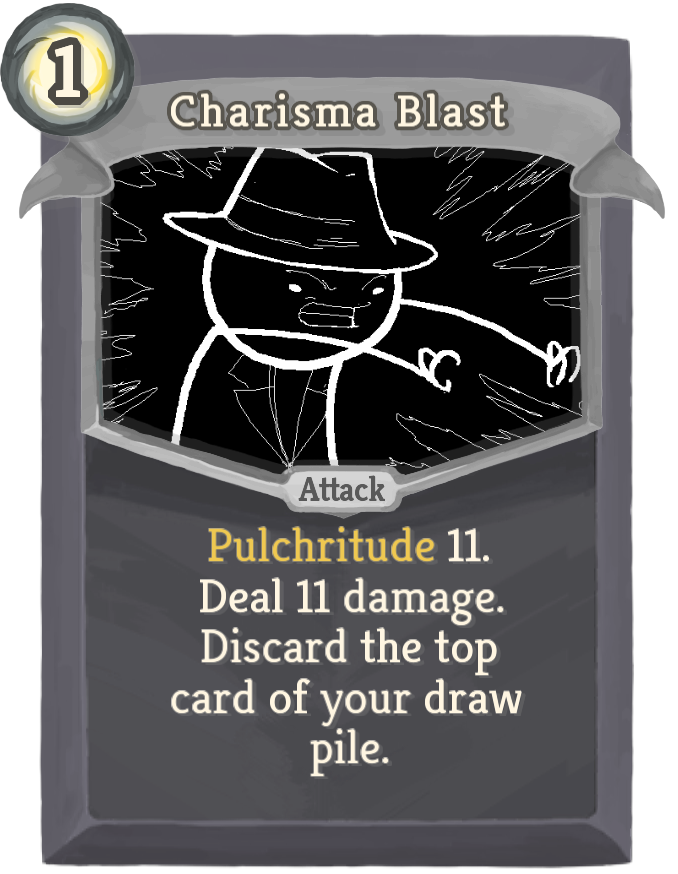 1
Charisma Blast
Attack
Pulchritude 11.
Deal 11 damage.
Discard the top
card of your draw
pile.